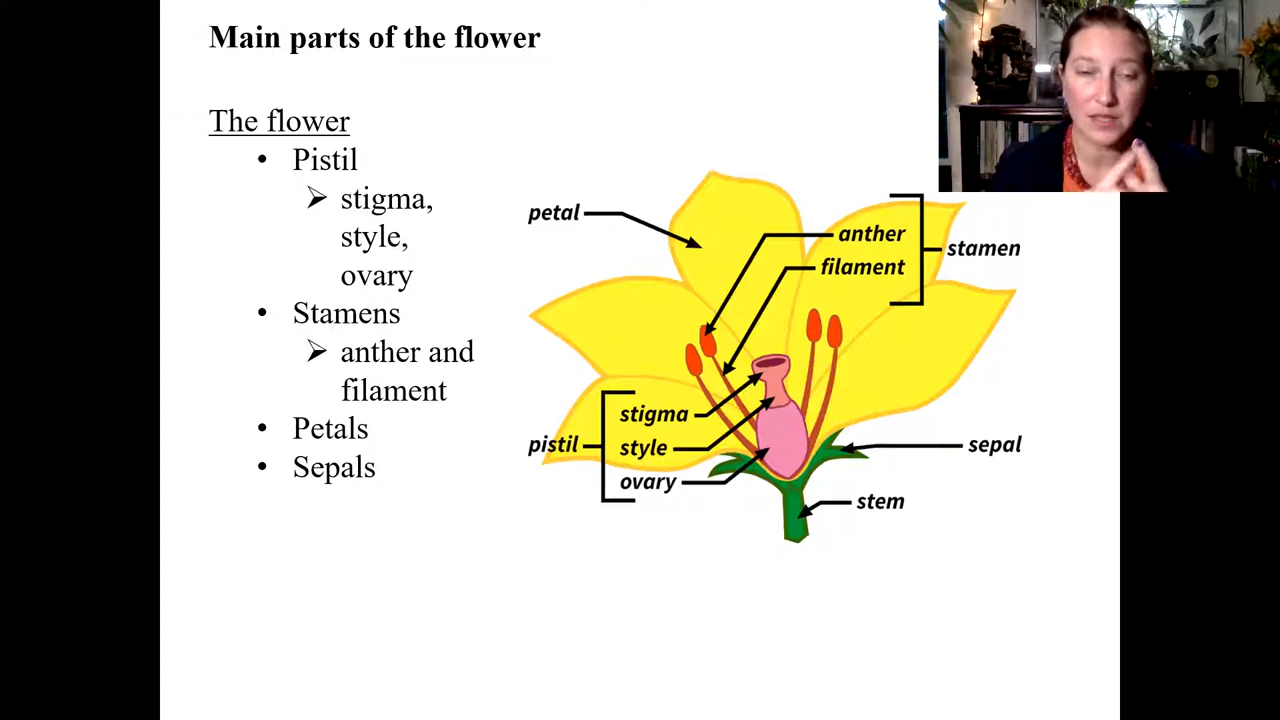 Main parts of the flower
The flower
• Pistil
➢ stigma,
style,
ovary
• Stamens
➢ anther and
filament
• Petals
• Sepals
petal
anther
filament
stamen
stigma
style
ovary
pistil
sepal
stem